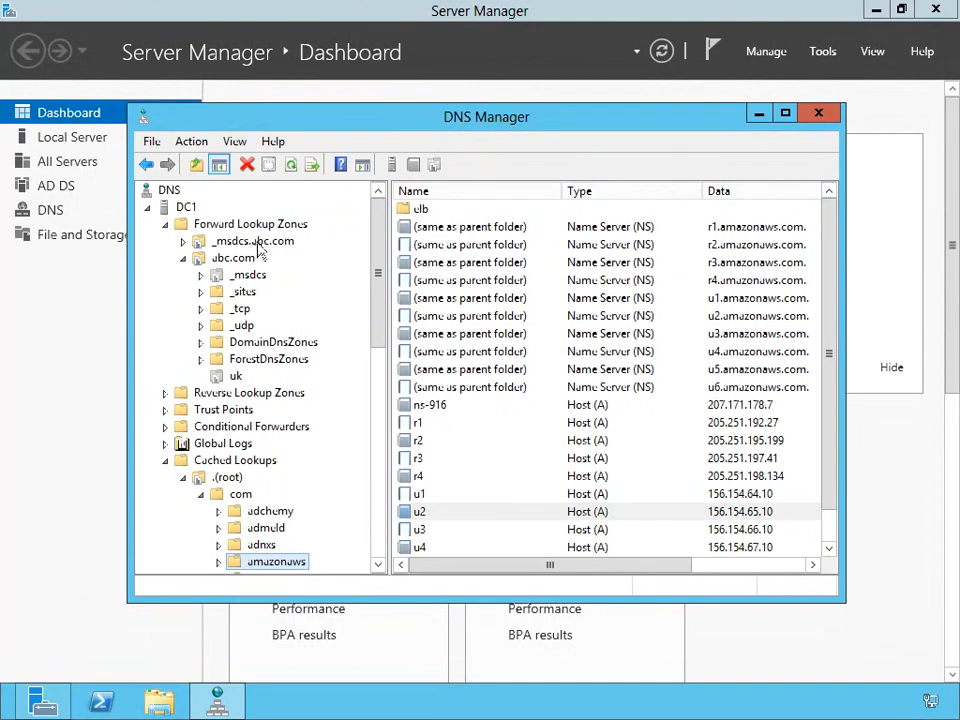 Server Manager
Server Manager ‣ Dashboard
Manage Tools View Help
Dashboard
Local Server
All Servers
AD DS
DNS
File and Storag
DNS Manager
File Action View Help
DNS
DC1
Forward Lookup Zones
_msdcs.abc.com
abc.com
_msdcs
_sites
_tcp
_udp
DomainDnsZones
ForestDnsZones
uk
Reverse Lookup Zones
Trust Points
Conditional Forwarders
Global Logs
Cached Lookups
.(root)
com
adchemy
admeld
adnxs
amazonaws
Name Type Data
elb
(same as parent folder) Name Server (NS) r1.amazonaws.com.
(same as parent folder) Name Server (NS) r2.amazonaws.com.
(same as parent folder) Name Server (NS) r3.amazonaws.com.
(same as parent folder) Name Server (NS) r4.amazonaws.com.
(same as parent folder) Name Server (NS) u1.amazonaws.com.
(same as parent folder) Name Server (NS) u2.amazonaws.com.
(same as parent folder) Name Server (NS) u3.amazonaws.com.
(same as parent folder) Name Server (NS) u4.amazonaws.com.
(same as parent folder) Name Server (NS) u5.amazonaws.com.
(same as parent folder) Name Server (NS) u6.amazonaws.com.
ns-916 Host (A) 207.171.178.7
r1 Host (A) 205.251.192.27
r2 Host (A) 205.251.195.199
r3 Host (A) 205.251.197.41
r4 Host (A) 205.251.198.134
u1 Host (A) 156.154.64.10
u2 Host (A) 156.154.65.10
u3 Host (A) 156.154.66.10
u4 Host (A) 156.154.67.10
Hide
Performance Performance
BPA results BPA results